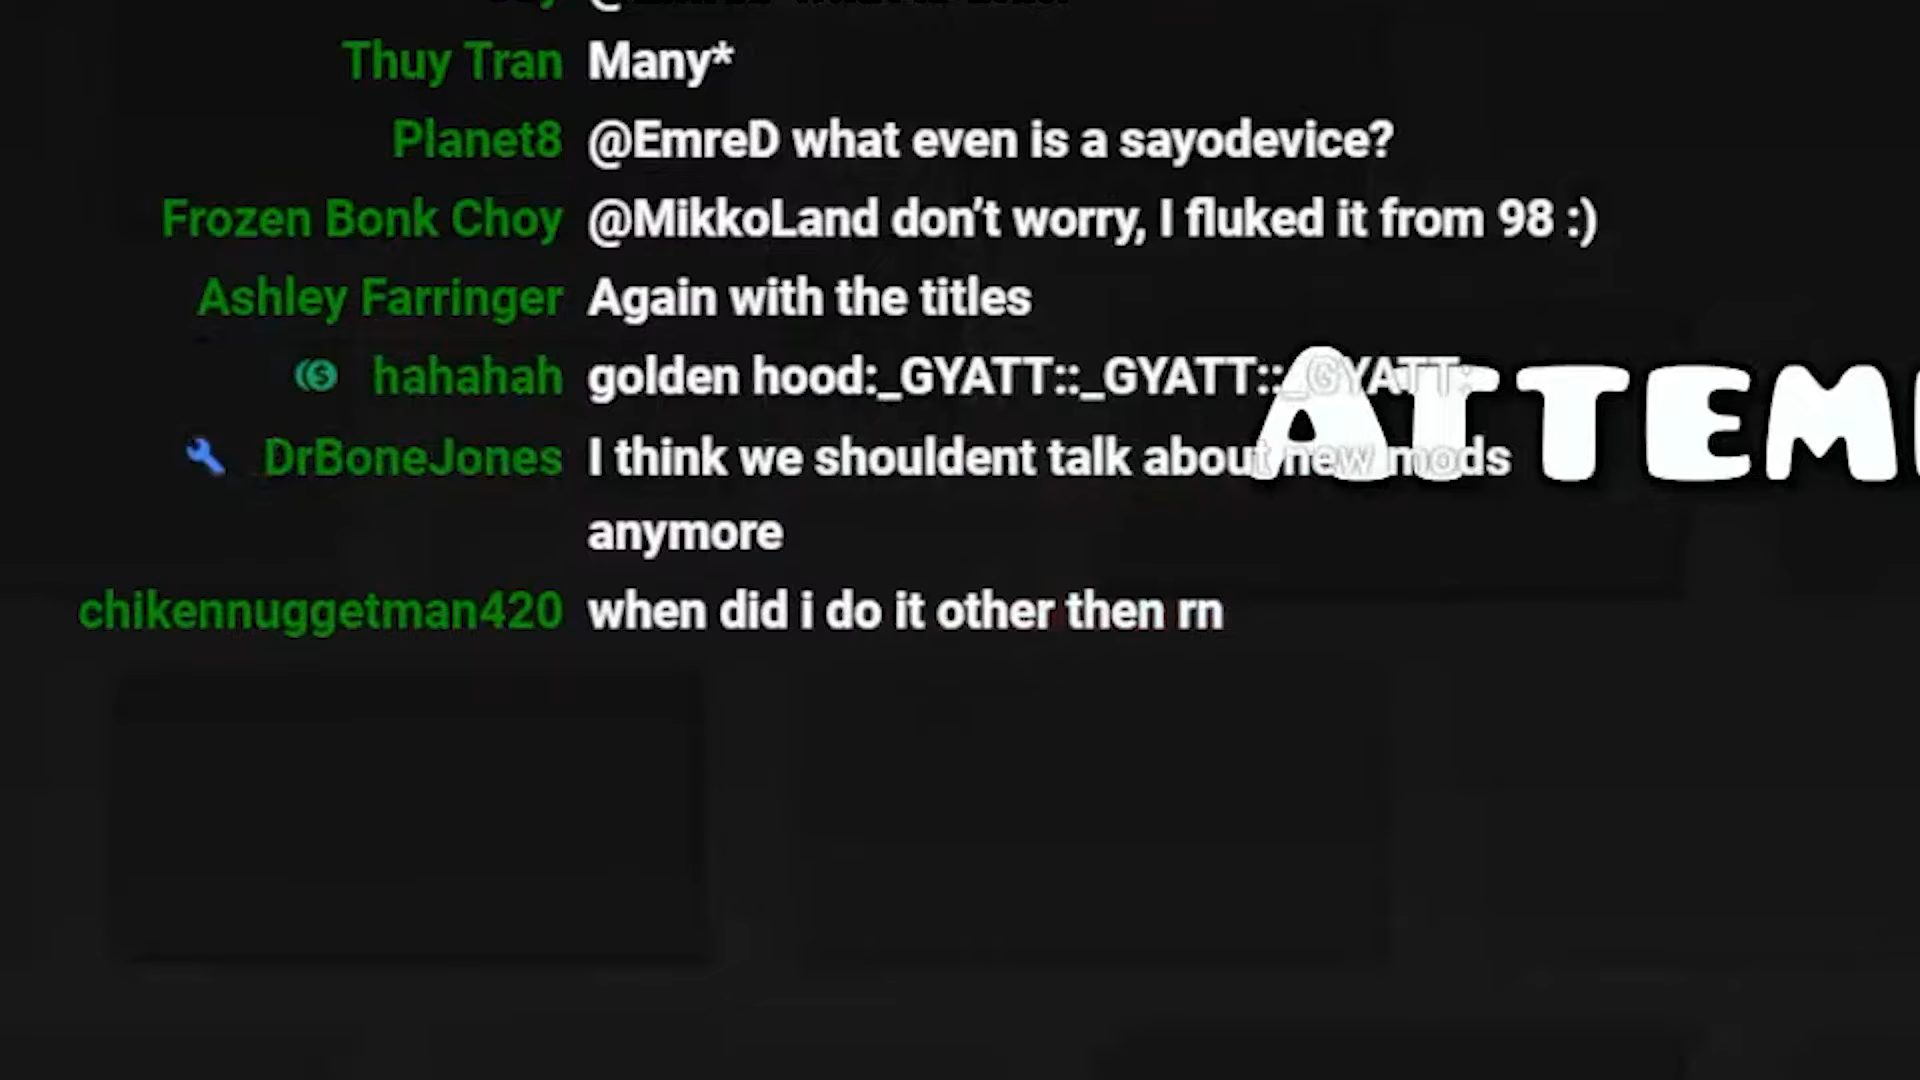 Thuy Tran Many*
Planet8 @EmreD what even is a sayodevice?
Frozen Bonk Choy @MikkoLand don't worry, I fluked it from 98 :)
Ashley Farringer Again with the titles
hahahah golden hood:_GYATT::_GYATT::_GYATT:
DrBoneJones I think we shouldent talk about new mods
anymore
ATTEM
chikennuggetman420 when did i do it other then rn